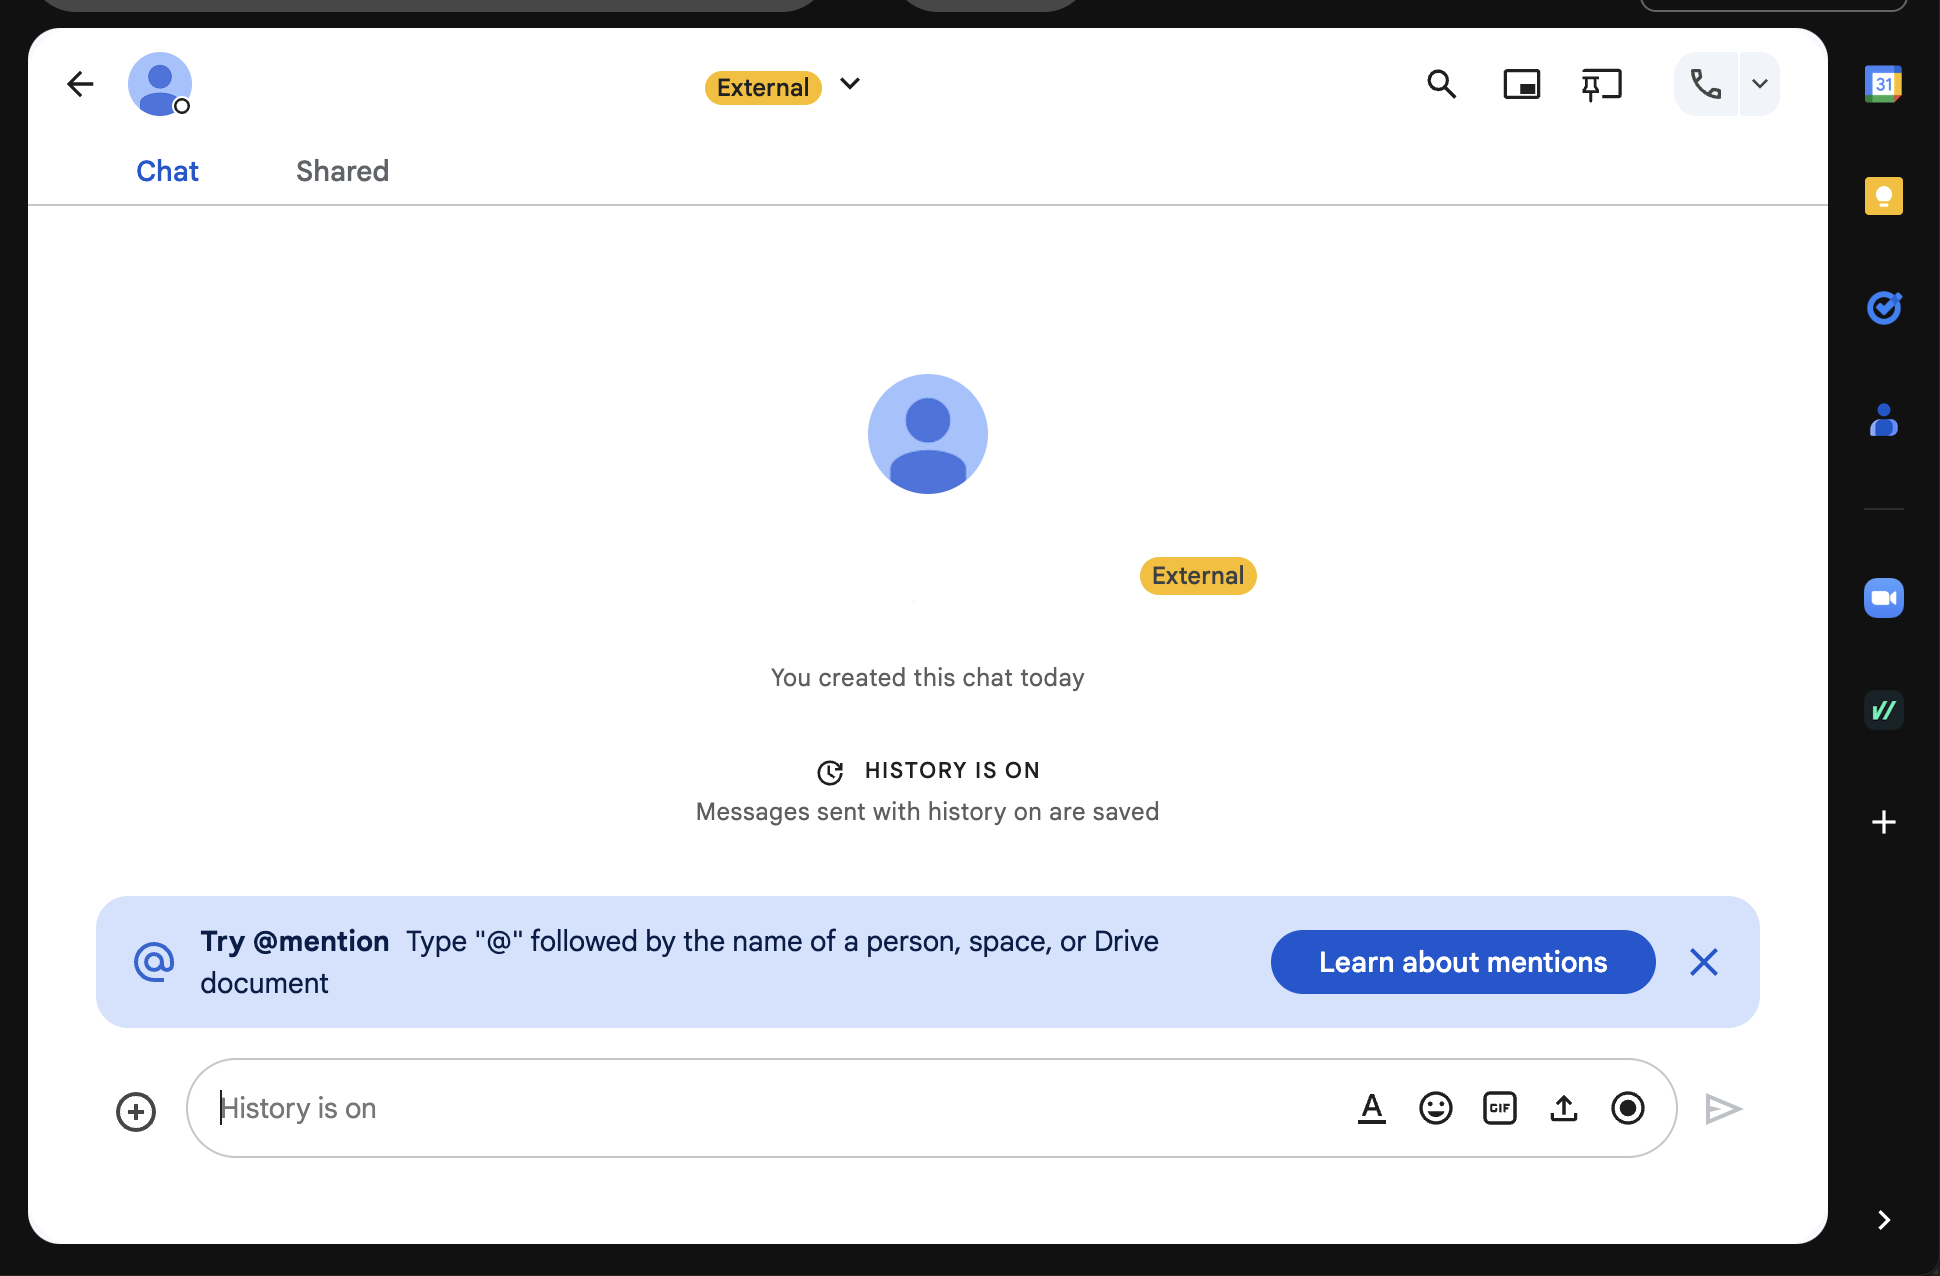 External
31
Chat
Shared
External
You created this chat today
HISTORY IS ON
Messages sent with history on are saved
Try @mention Type "@" followed by the name of a person, space, or Drive
document
Learn about mentions
History is on
A
GIF